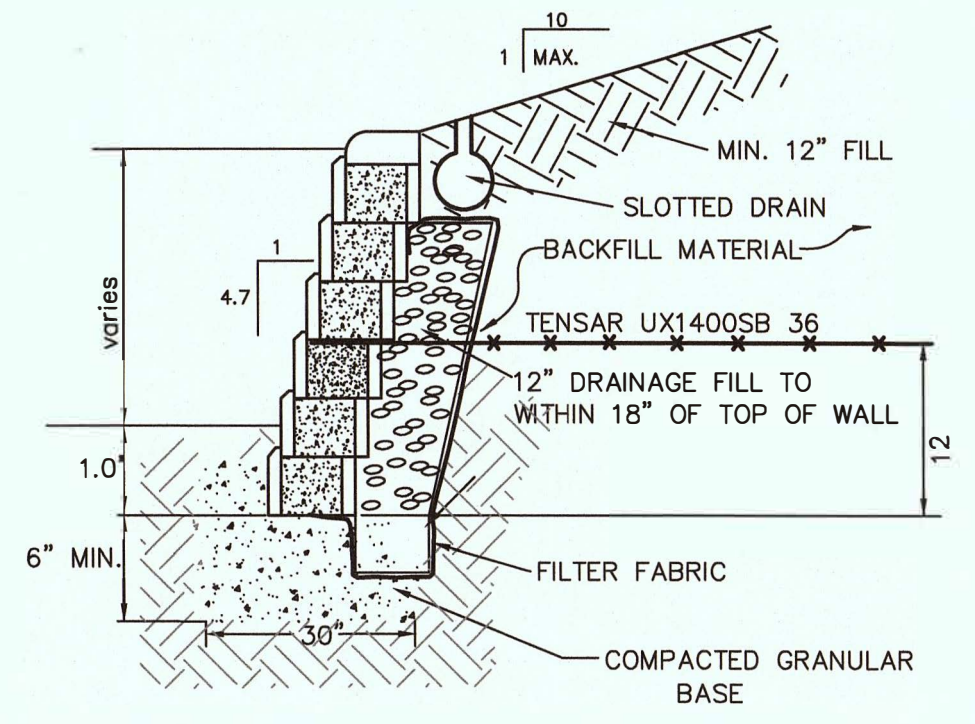 10
1 MAX.
MIN. 12” FILL
SLOTTED DRAIN
BACKFILL MATERIAL
1
4.7
varies
TENSAR UX1400SB 36
12” DRAINAGE FILL TO
WITHIN 18” OF TOP OF WALL
12
1.0'
6” MIN.
FILTER FABRIC
30”
COMPACTED GRANULAR
BASE